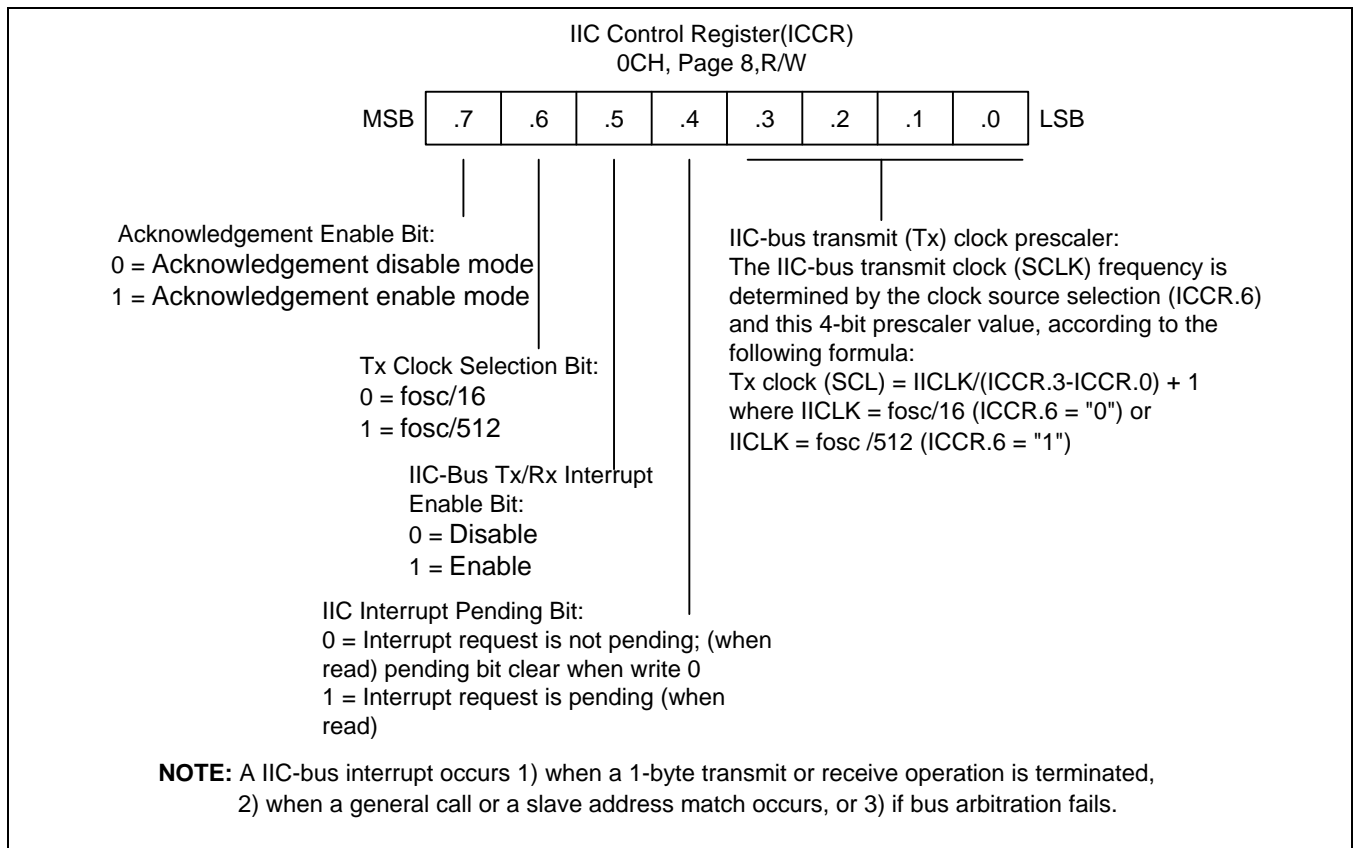 IIC Control Register(ICCR)
0CH, Page 8,R/W
MSB .7 .6 .5 .4 .3 .2 .1 .0 LSB
Acknowledgement Enable Bit:
0 = Acknowledgement disable mode
1 = Acknowledgement enable mode
Tx Clock Selection Bit:
0 = fosc/16
1 = fosc/512
IIC-Bus Tx/Rx Interrupt
Enable Bit:
0 = Disable
1 = Enable
IIC Interrupt Pending Bit:
0 = Interrupt request is not pending; (when
read) pending bit clear when write 0
1 = Interrupt request is pending (when
read)
IIC-bus transmit (Tx) clock prescaler:
The IIC-bus transmit clock (SCLK) frequency is
determined by the clock source selection (ICCR.6)
and this 4-bit prescaler value, according to the
following formula:
Tx clock (SCL) = IICLK/(ICCR.3-ICCR.0) + 1
where IICLK = fosc/16 (ICCR.6 = "0") or
IICLK = fosc /512 (ICCR.6 = "1")
NOTE: A IIC-bus interrupt occurs 1) when a 1-byte transmit or receive operation is terminated,
2) when a general call or a slave address match occurs, or 3) if bus arbitration fails.